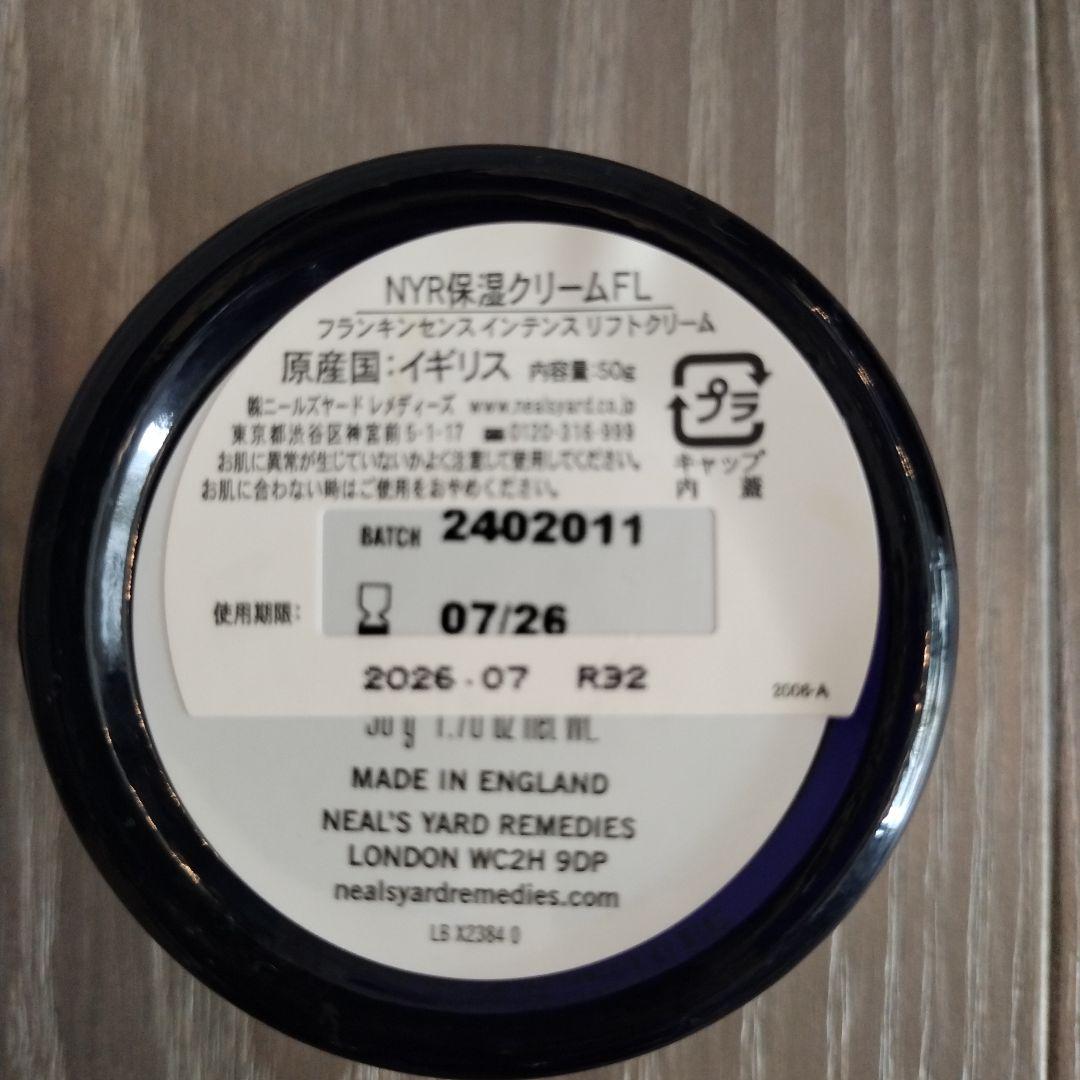 NYR保湿クリームFL
フランキンセンス インテンス リフトクリーム
原産国:イギリス 内容量:50g
プラ
㈱ニールズヤード レメディーズ www.nealsyard.co.jp
東京都渋谷区神宮前5-1-17 0120-316-999
キャップ
お肌に異常が生じていないかよく注意して使用してください。
内 蓋
お肌に合わない時はご使用をおやめください。
BATCH 2402011
使用期限: 07/26
2026.07 R32
2006-A
50 g 1.70 oz net wt.
MADE IN ENGLAND
NEAL'S YARD REMEDIES
LONDON WC2H 9DP
nealsyardremedies.com
LB X2384 0